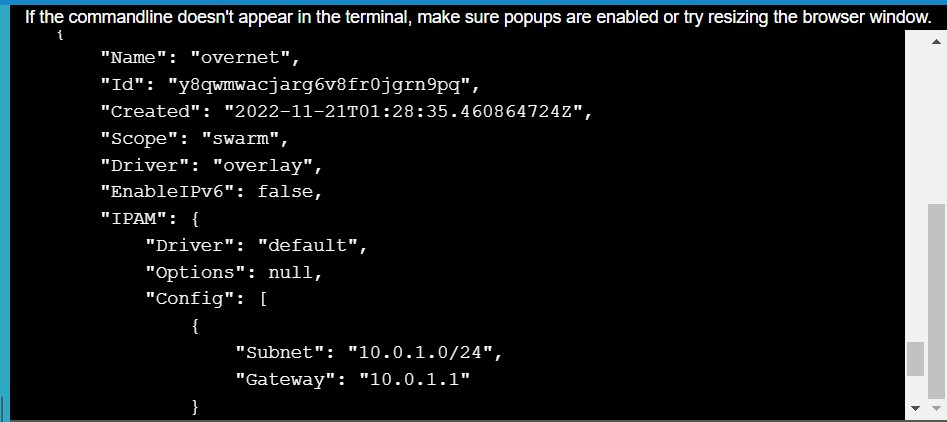 If the commandline doesn't appear in the terminal, make sure popups are enabled or try resizing the browser window.
{
"Name": "overnet",
"Id": "y8qwmwacjarg6v8fr0jgrn9pq",
"Created": "2022-11-21T01:28:35.460864724Z",
"Scope": "swarm",
"Driver": "overlay",
"EnableIPv6": false,
"IPAM": {
"Driver": "default",
"Options": null,
"Config": [
{
"Subnet": "10.0.1.0/24",
"Gateway": "10.0.1.1"
}